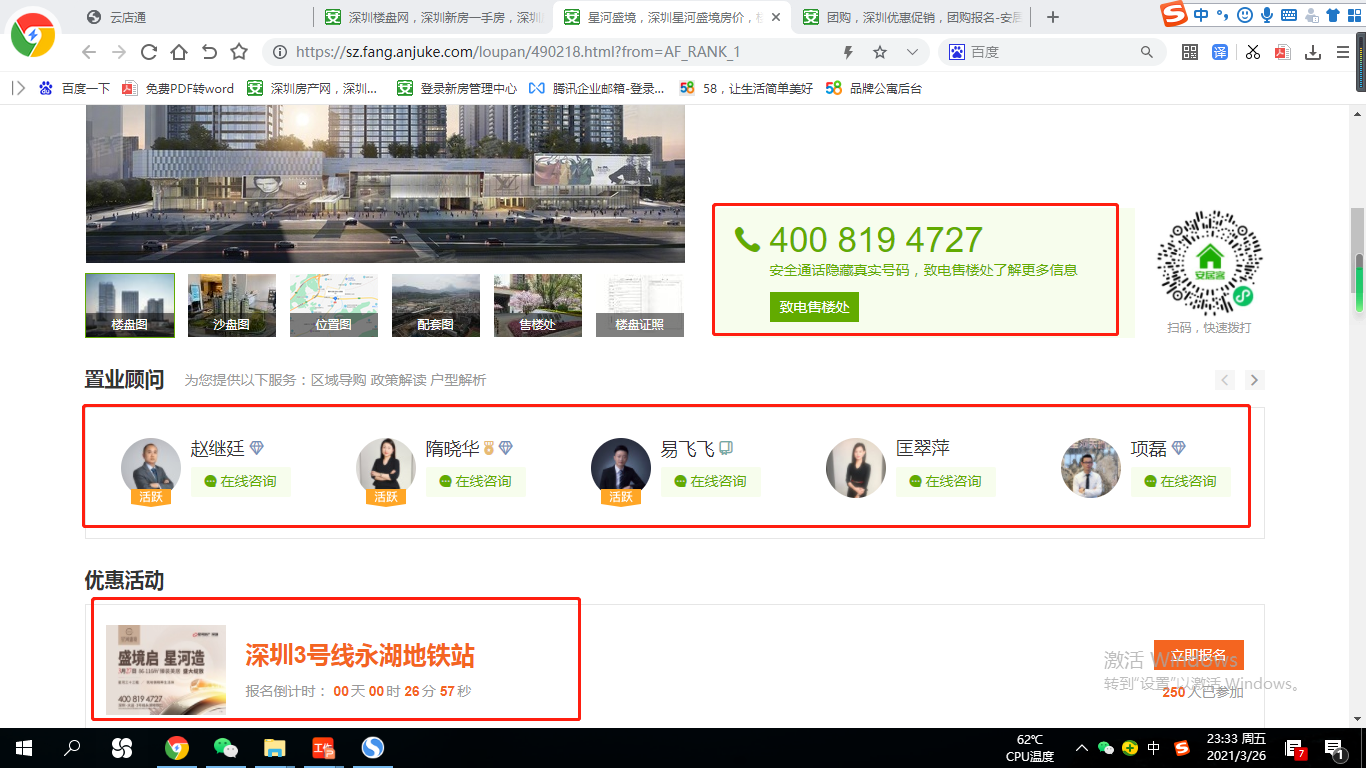 云店通
深圳楼盘网，深圳新房一手房，深圳
星河盛境，深圳星河盛境房价，
团购，深圳优惠促销，团购报名-安居
中
https://sz.fang.anjuke.com/loupan/490218.html?from=AF_RANK_1
百度
译
百度一下
免费PDF转word
深圳房产网，深圳...
登录新房管理中心
腾讯企业邮箱-登录...
58，让生活简单美好
品牌公寓后台
400 819 4727
安全通话隐藏真实号码，致电售楼处了解更多信息
致电售楼处
安居客
扫码，快速拨打
楼盘图
沙盘图
位置图
配套图
售楼处
楼盘证照
置业顾问
为您提供以下服务：区域导购 政策解读 户型解析
赵继廷
在线咨询
活跃
隋晓华
在线咨询
活跃
易飞飞
在线咨询
活跃
匡翠萍
在线咨询
项磊
在线咨询
优惠活动
盛境启 星河造
400 819 4727
深圳3号线永湖地铁站
报名倒计时： 00天00时26分57秒
立即报名
250人已参加
激活 Windows
转到"设置"以激活 Windows。
62℃
CPU温度
中
23:33 周五
2021/3/26
7
1